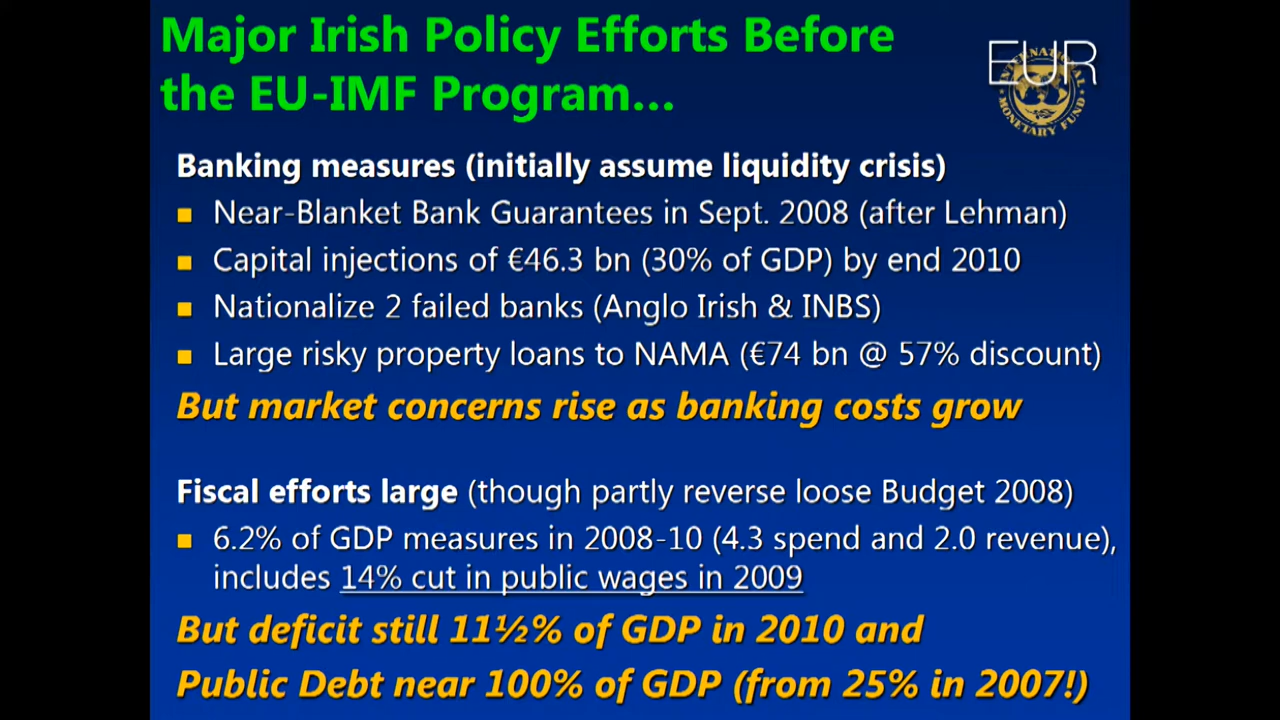 Major Irish Policy Efforts Before
the EU-IMF Program...
EUR
INTERNATIONAL
MONETARY FUND
Banking measures (initially assume liquidity crisis)
Near-Blanket Bank Guarantees in Sept. 2008 (after Lehman)
Capital injections of €46.3 bn (30% of GDP) by end 2010
Nationalize 2 failed banks (Anglo Irish & INBS)
Large risky property loans to NAMA (€74 bn @ 57% discount)
But market concerns rise as banking costs grow
Fiscal efforts large (though partly reverse loose Budget 2008)
6.2% of GDP measures in 2008-10 (4.3 spend and 2.0 revenue),
includes 14% cut in public wages in 2009
But deficit still 11½% of GDP in 2010 and
Public Debt near 100% of GDP (from 25% in 2007!)